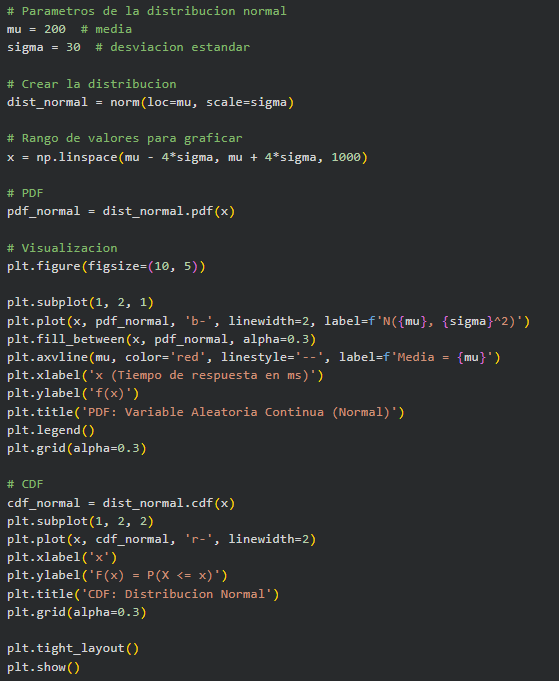 # Parametros de la distribucion normal
mu = 200  # media
sigma = 30  # desviacion estandar

# Crear la distribucion
dist_normal = norm(loc=mu, scale=sigma)

# Rango de valores para graficar
x = np.linspace(mu - 4*sigma, mu + 4*sigma, 1000)

# PDF
pdf_normal = dist_normal.pdf(x)

# Visualizacion
plt.figure(figsize=(10, 5))

plt.subplot(1, 2, 1)
plt.plot(x, pdf_normal, 'b-', linewidth=2, label=f'N({mu}, {sigma}^2)')
plt.fill_between(x, pdf_normal, alpha=0.3)
plt.axvline(mu, color='red', linestyle='--', label=f'Media = {mu}')
plt.xlabel('x (Tiempo de respuesta en ms)')
plt.ylabel('f(x)')
plt.title('PDF: Variable Aleatoria Continua (Normal)')
plt.legend()
plt.grid(alpha=0.3)

# CDF
cdf_normal = dist_normal.cdf(x)
plt.subplot(1, 2, 2)
plt.plot(x, cdf_normal, 'r-', linewidth=2)
plt.xlabel('x')
plt.ylabel('F(x) = P(X <= x)')
plt.title('CDF: Distribucion Normal')
plt.grid(alpha=0.3)

plt.tight_layout()
plt.show()